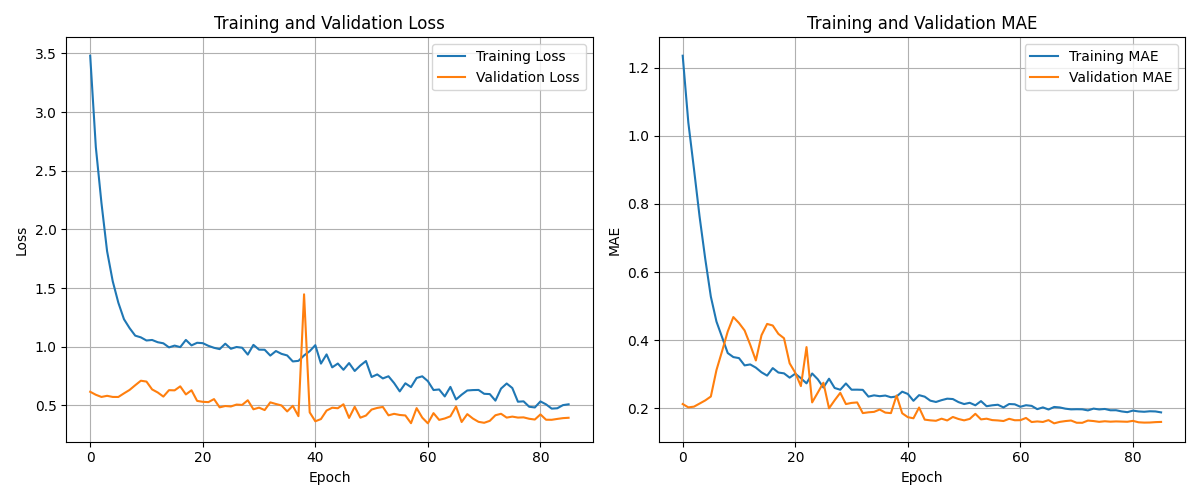 Training and Validation Loss
3.5
3.0
2.5
2.0
1.5
1.0
0.5
Loss
0
20
40
60
80
Epoch
Training Loss
Validation Loss
Training and Validation MAE
1.2
1.0
0.8
0.6
0.4
0.2
MAE
0
20
40
60
80
Epoch
Training MAE
Validation MAE